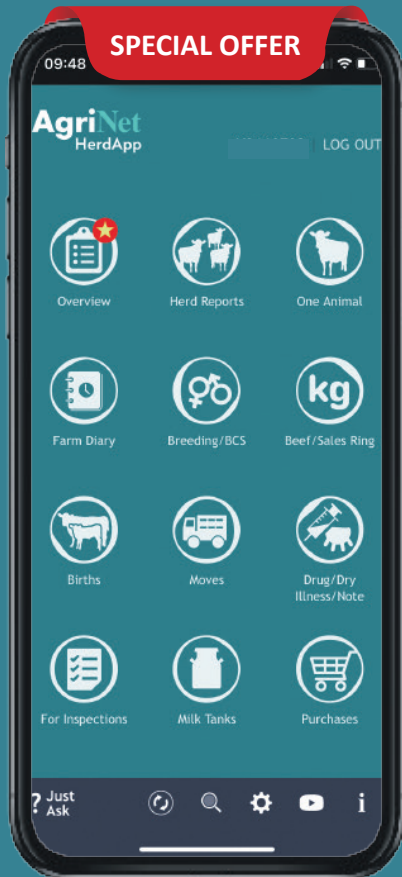 SPECIAL OFFER
09:48
AgriNet
HerdApp
LOG OUT
Overview
Herd Reports
One Animal
Farm Diary
Breeding/BCS
kg
Beef/Sales Ring
Births
Moves
Drug/Dry
Illness/Note
For Inspections
Milk Tanks
Purchases
? Just
Ask
i